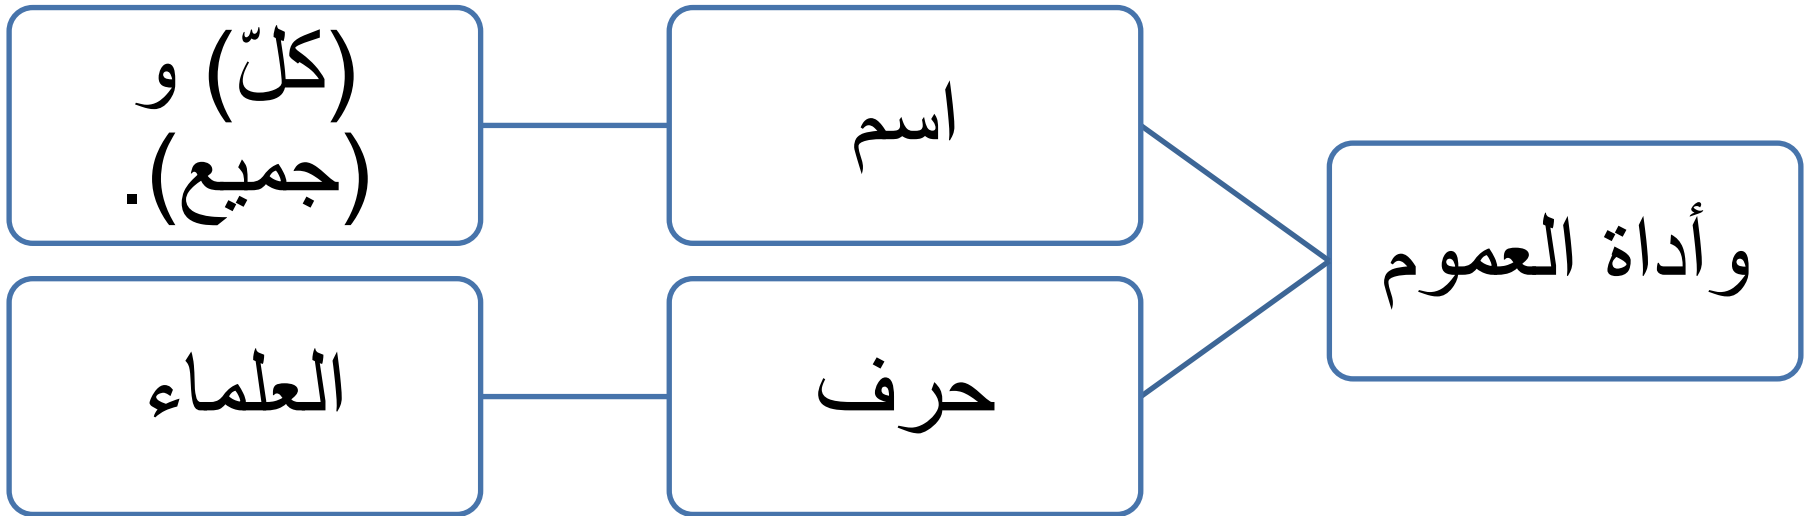 وأداة العموم
اسم
(كلّ) و
(جميع).
حرف
العلماء